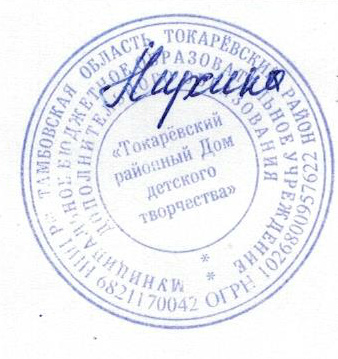 РФ ТАМБОВСКАЯ ОБЛАСТЬ ТОКАРЁВСКИЙ РАЙОН
ОГРН 1026800957622
ИНН 6821170042
МУНИЦИПАЛЬНОЕ БЮДЖЕТНОЕ ОБРАЗОВАТЕЛЬНОЕ УЧРЕЖДЕНИЕ
ДОПОЛНИТЕЛЬНОГО ОБРАЗОВАНИЯ
«Токарёвский
районный Дом
детского
творчества»
* *